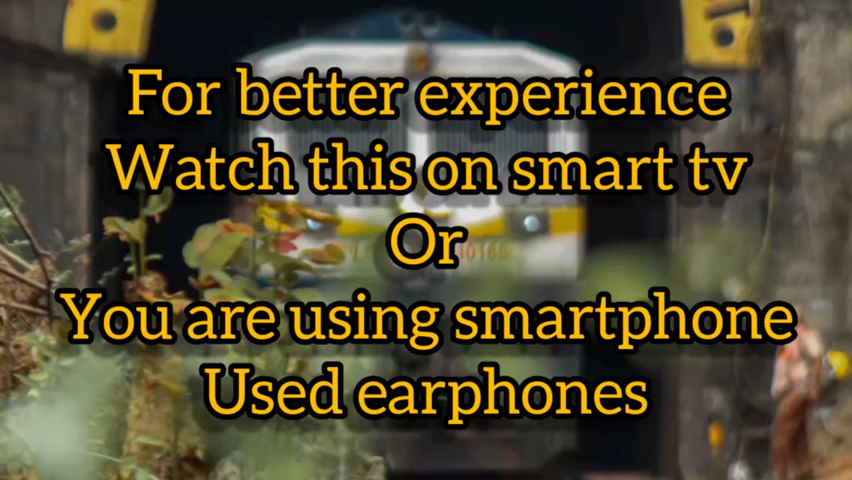 For better experience
Watch this on smart tv
Or
You are using smartphone
Used earphones